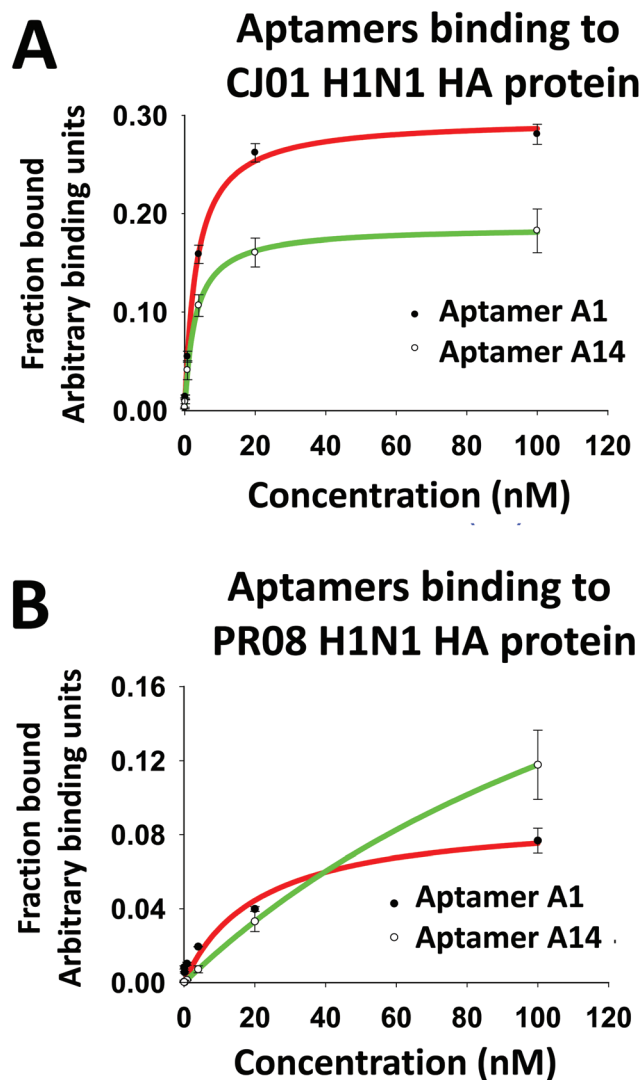 A
Aptamers binding to
CJ01 H1N1 HA protein
Fraction bound
Arbitrary binding units
0.30
0.20
0.10
0.00
Aptamer A1
Aptamer A14
0 20 40 60 80 100 120
Concentration (nM)
B
Aptamers binding to
PR08 H1N1 HA protein
Fraction bound
Arbitrary binding units
0.16
0.12
0.08
0.04
0.00
Aptamer A1
Aptamer A14
0 20 40 60 80 100 120
Concentration (nM)